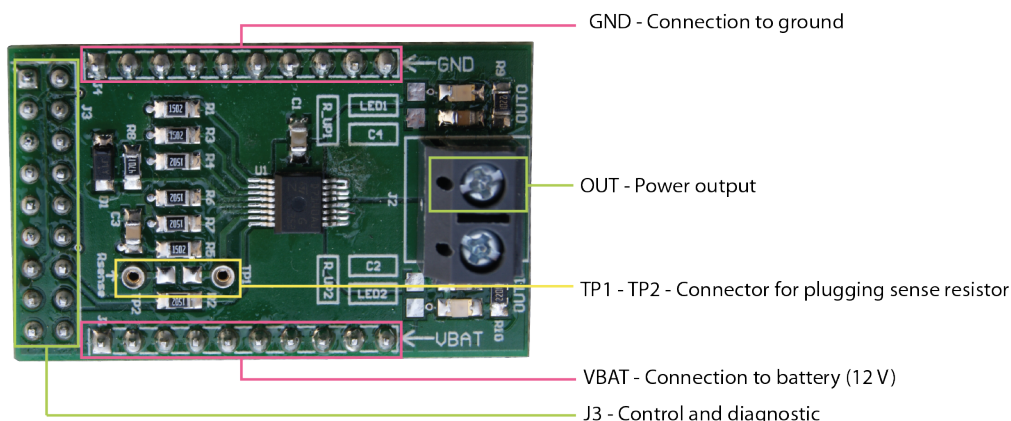 GND - Connection to ground
GND
J4
J3
R9
OUT0
LED1
C1
R_UP1
C4
R1
1502
R3
1502
R8
4701
R4
2051
U1
D1
J2
OUT - Power output
R6
2051
C3
R7
2051
R5
1502
Rsense
TP1
TP2
2051
R_UP2
C2
LED2
OUT1
R10
TP1 - TP2 - Connector for plugging sense resistor
VBAT
VBAT - Connection to battery (12 V)
J3 - Control and diagnostic